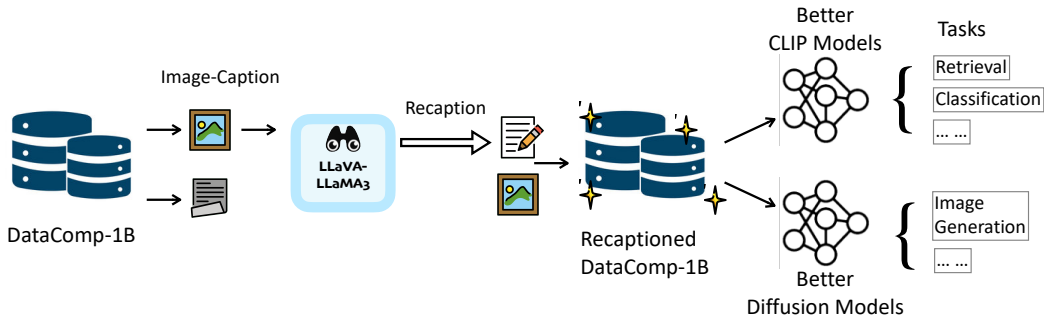 Image-Caption
DataComp-1B
LLaVA-
LLaMA3
Recaption
Recaptioned
DataComp-1B
Better
CLIP Models
Better
Diffusion Models
Tasks
Retrieval
Classification
... ...
Image
Generation
... ...